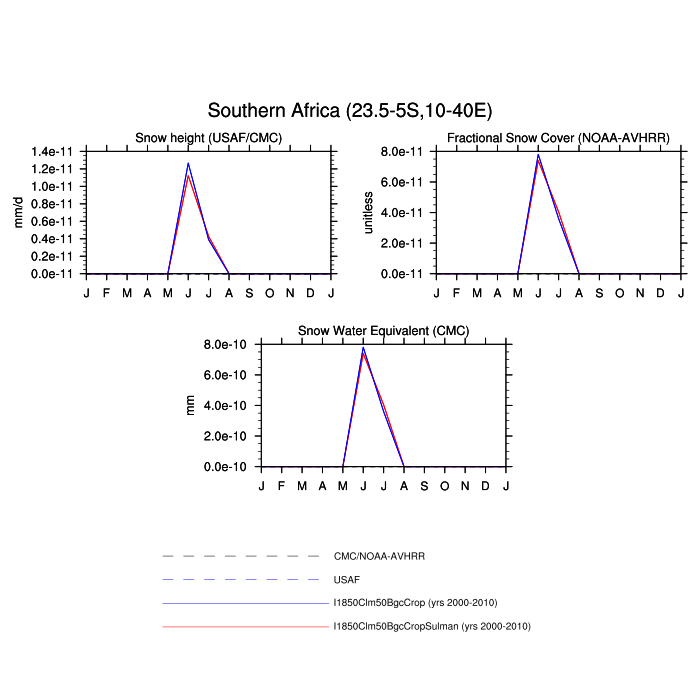 Southern Africa (23.5-5S,10-40E)
Snow height (USAF/CMC)
1.4e-11
1.2e-11
1.0e-11
0.8e-11
0.6e-11
0.4e-11
0.2e-11
0.0e-11
mm/d
J F M A M J J A S O N D J
Fractional Snow Cover (NOAA-AVHRR)
8.0e-11
6.0e-11
4.0e-11
2.0e-11
0.0e-11
unitless
J F M A M J J A S O N D J
Snow Water Equivalent (CMC)
8.0e-10
6.0e-10
4.0e-10
2.0e-10
0.0e-10
mm
J F M A M J J A S O N D J
CMC/NOAA-AVHRR
USAF
I1850Clm50BgcCrop (yrs 2000-2010)
I1850Clm50BgcCropSulman (yrs 2000-2010)